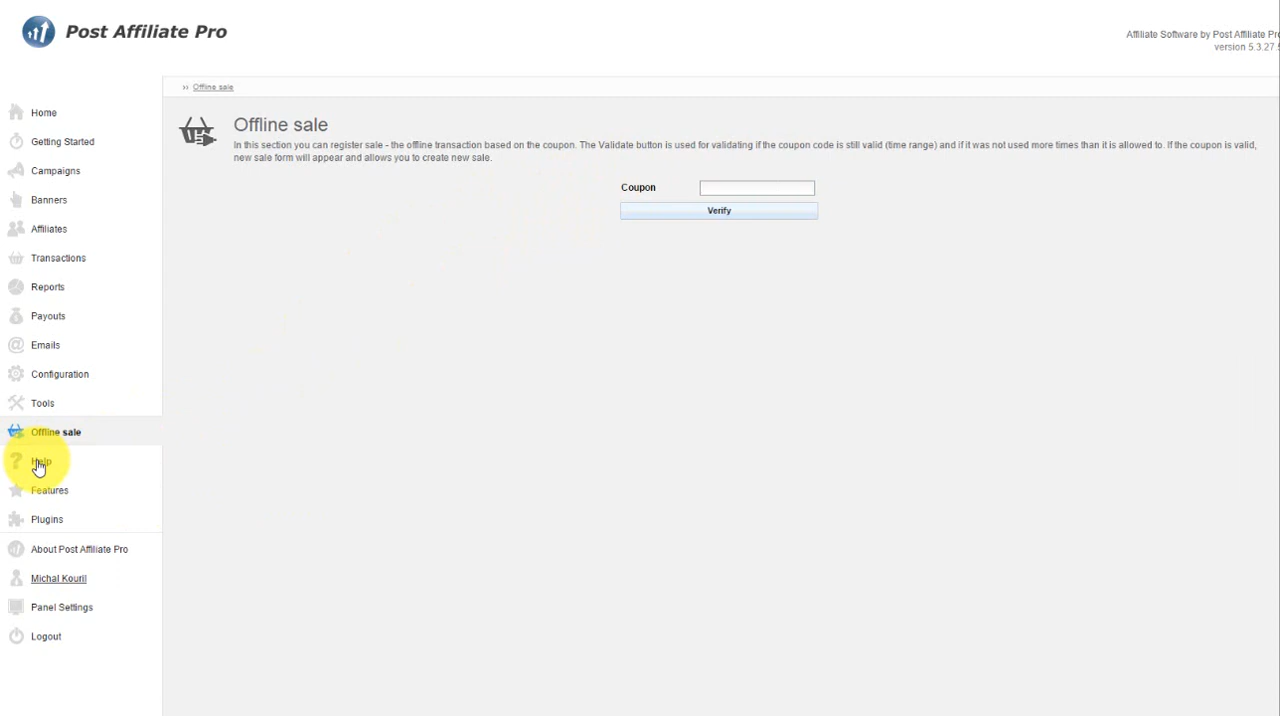 Post Affiliate Pro
Affiliate Software by Post Affiliate Pr
version 5.3.27.
Home
Getting Started
Campaigns
Banners
Affiliates
Transactions
Reports
Payouts
Emails
Configuration
Tools
Offline sale
Help
Features
Plugins
About Post Affiliate Pro
Michal Kouril
Panel Settings
Logout
›› Offline sale
Offline sale
In this section you can register sale - the offline transaction based on the coupon. The Validate button is used for validating if the coupon code is still valid (time range) and if it was not used more times than it is allowed to. If the coupon is valid,
new sale form will appear and allows you to create new sale.
Coupon
Verify